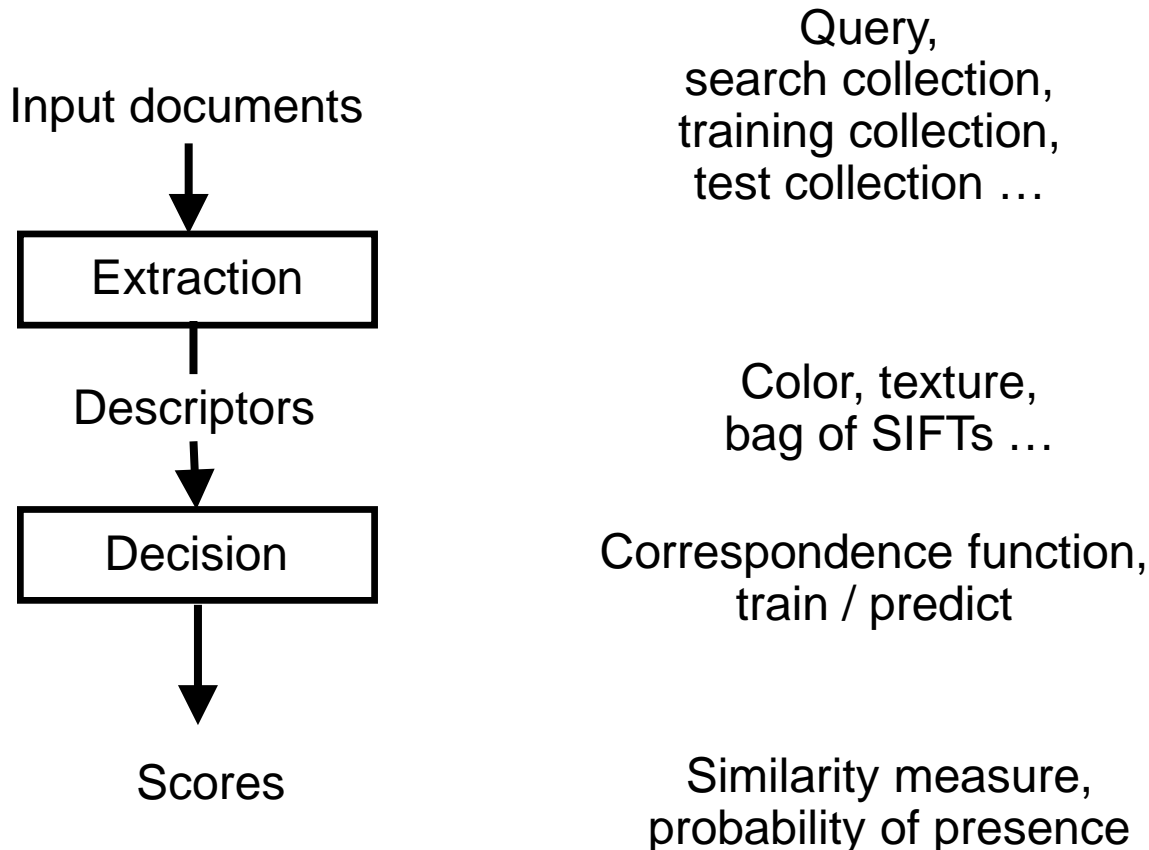 Query,
search collection,
training collection,
test collection …
Input documents
Extraction
Descriptors
Color, texture,
bag of SIFTs …
Decision
Correspondence function,
train / predict
Scores
Similarity measure,
probability of presence